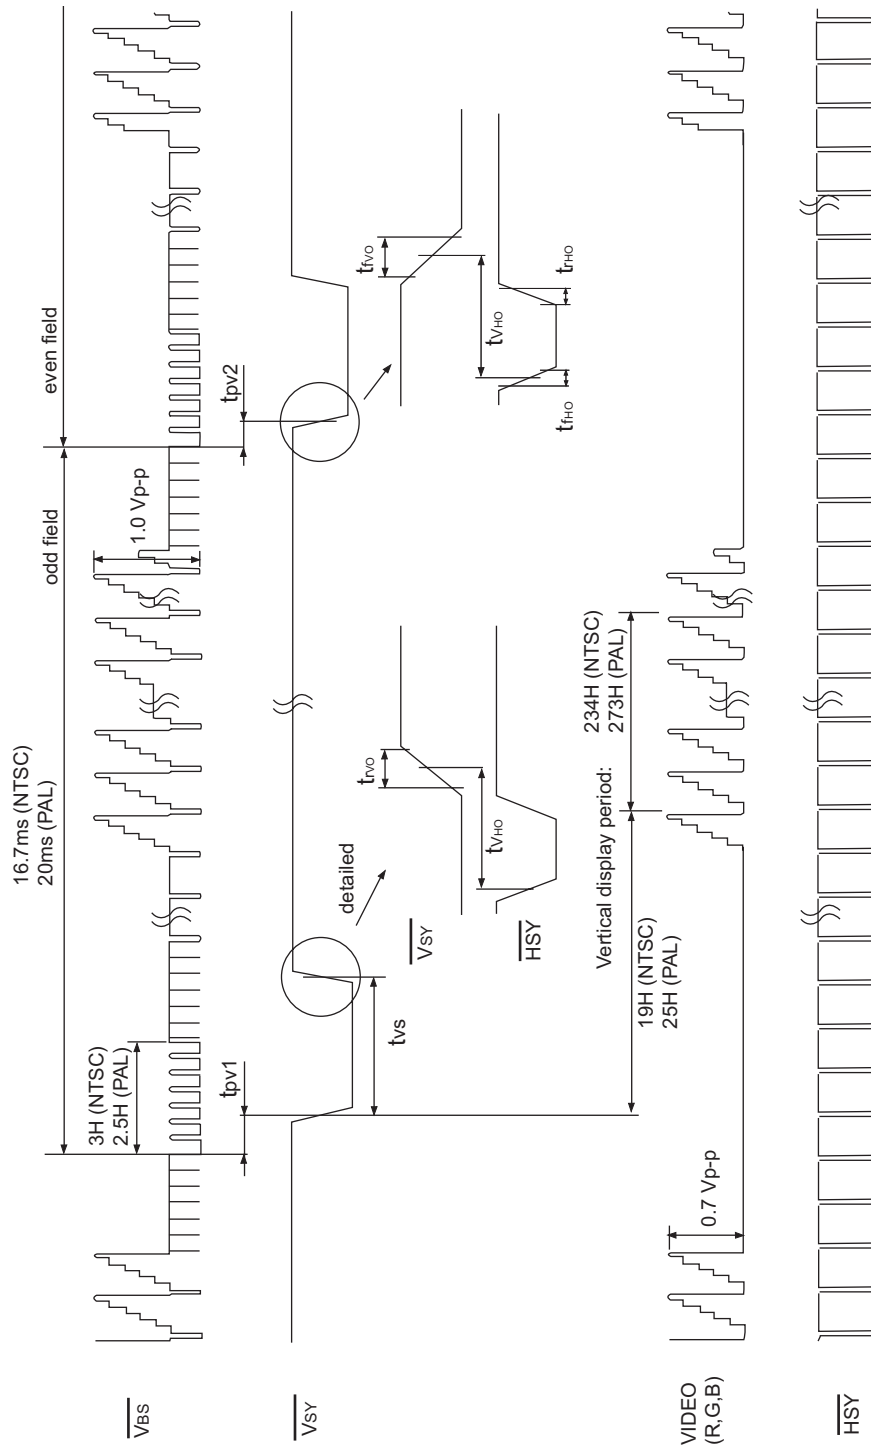 16.7ms (NTSC)
20ms (PAL)
odd field
even field
3H (NTSC)
2.5H (PAL)
1.0 Vp-p
VBS
tpv1
tpv2
VSY
tvs
detailed
trvo
tfvo
VSY
tVHO
tVHO
HSY
tfHO
trHO
Vertical display period:
234H (NTSC)
273H (PAL)
19H (NTSC)
25H (PAL)
VIDEO
(R,G,B)
0.7 Vp-p
HSY